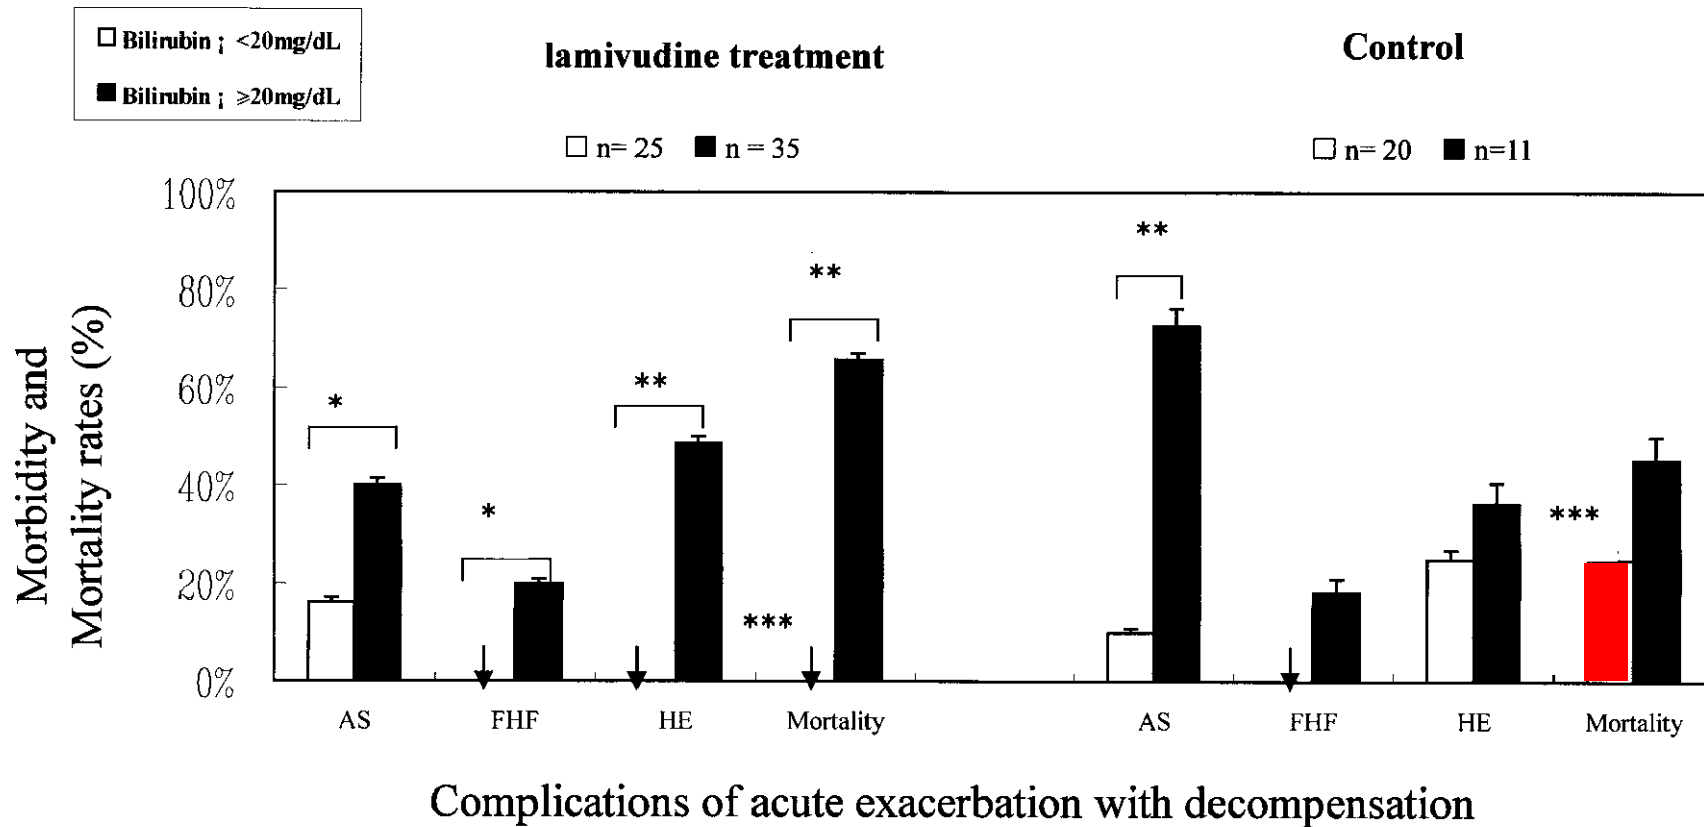 Bilirubin ¡ <20mg/dL
Bilirubin ¡ ≥20mg/dL
lamivudine treatment
Control
n= 25 n = 35
n= 20 n=11
Morbidity and
Mortality rates (%)
100%
80%
60%
40%
20%
0%
*
*
**
***
**
**
***
AS FHF HE Mortality AS FHF HE Mortality
Complications of acute exacerbation with decompensation